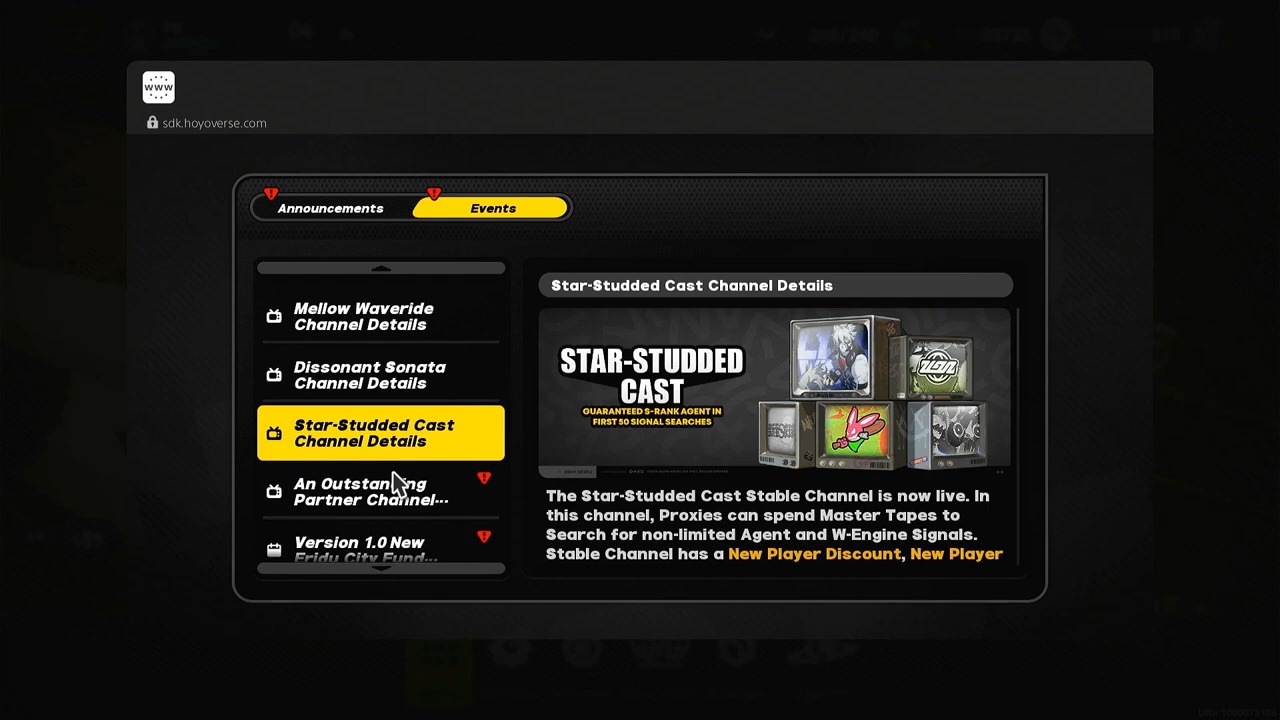 www
sdk.hoyoverse.com
Announcements
Events
Mellow Waveride
Channel Details
Dissonant Sonata
Channel Details
Star-Studded Cast
Channel Details
An Outstanding
Partner Channel...
Version 1.0 New
Eridu City Fund...
Star-Studded Cast Channel Details
STAR-STUDDED
CAST
GUARANTEED S-RANK AGENT IN
FIRST 50 SIGNAL SEARCHES
The Star-Studded Cast Stable Channel is now live. In
this channel, Proxies can spend Master Tapes to
Search for non-limited Agent and W-Engine Signals.
Stable Channel has a New Player Discount, New Player